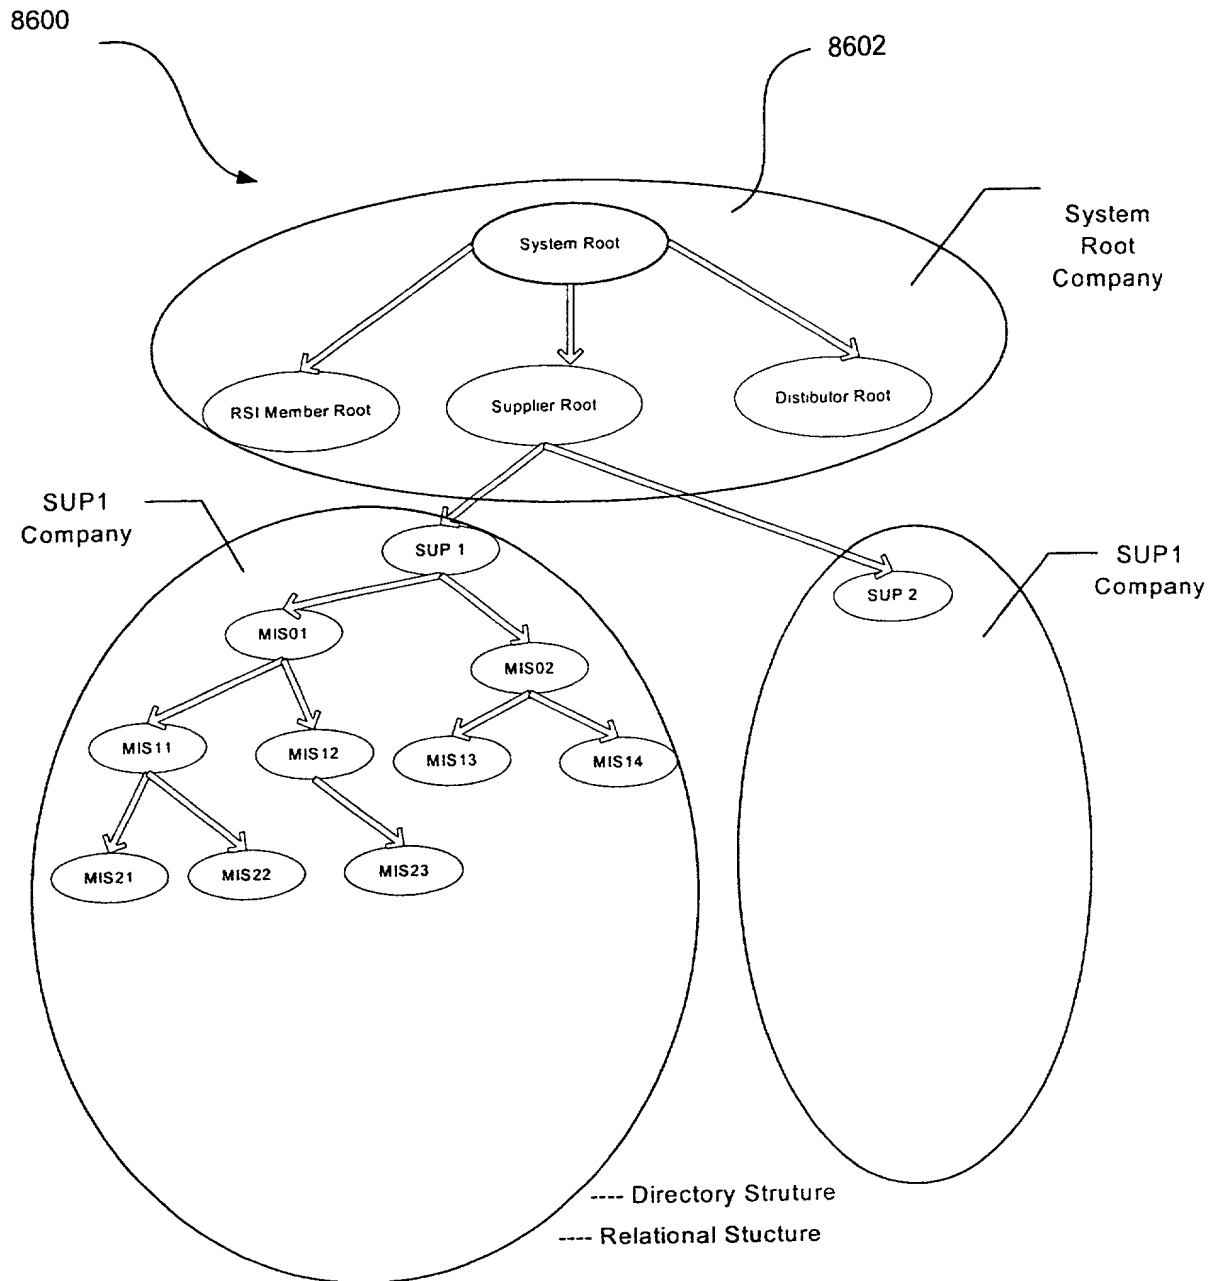 8600
8602
System Root
System
Root
Company
RSI Member Root
Supplier Root
Distibutor Root
SUP1
Company
SUP 1
SUP1
Company
SUP 2
MIS01
MIS02
MIS11
MIS12
MIS13
MIS14
MIS21
MIS22
MIS23
---- Directory Struture
---- Relational Stucture